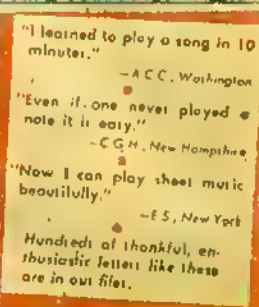 "I learned to play a song in 10
minutes."
—A C C, Washington
"Even if one never played a
note it is easy."
—C G H, New Hampshire
"Now I can play sheet music
beautifully."
—E S, New York
Hundreds of thankful, en-
thusiastic letters like these
are in our files.